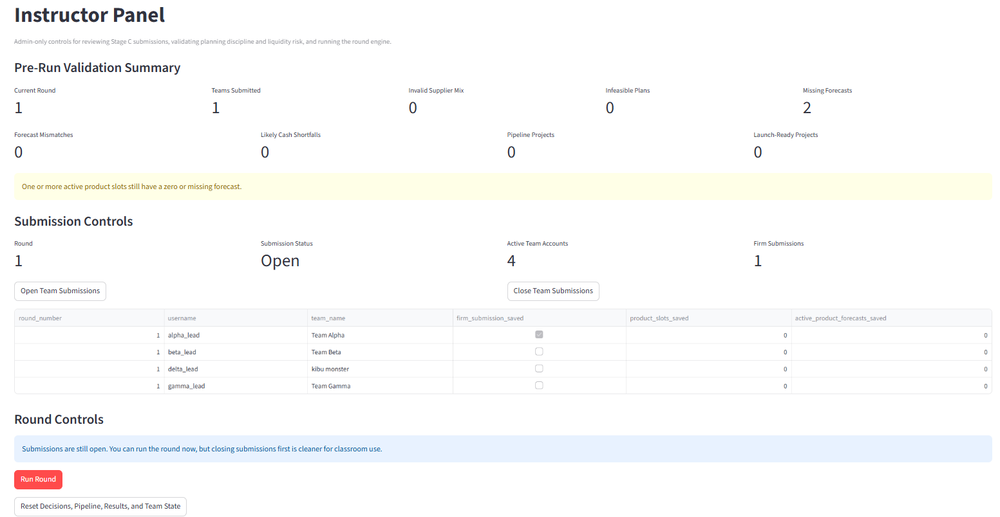 Instructor Panel
Admin-only controls for reviewing Stage C submissions, validating planning discipline and liquidity risk, and running the round engine.
Pre-Run Validation Summary
Current Round Teams Submitted Invalid Supplier Mix Infeasible Plans Missing Forecasts
1 1 0 0 2
Forecast Mismatches Likely Cash Shortfalls Pipeline Projects Launch-Ready Projects
0 0 0 0
One or more active product slots still have a zero or missing forecast.
Submission Controls
Round Submission Status Active Team Accounts Firm Submissions
1 Open 4 1
Open Team Submissions Close Team Submissions
round_number username team_name firm_submission_saved product_slots_saved active_product_forecasts_saved
1 alpha_lead Team Alpha 0 0
1 beta_lead Team Beta 0 0
1 delta_lead kibu monster 0 0
1 gamma_lead Team Gamma 0 0
Round Controls
Submissions are still open. You can run the round now, but closing submissions first is cleaner for classroom use.
Run Round
Reset Decisions, Pipeline, Results, and Team State